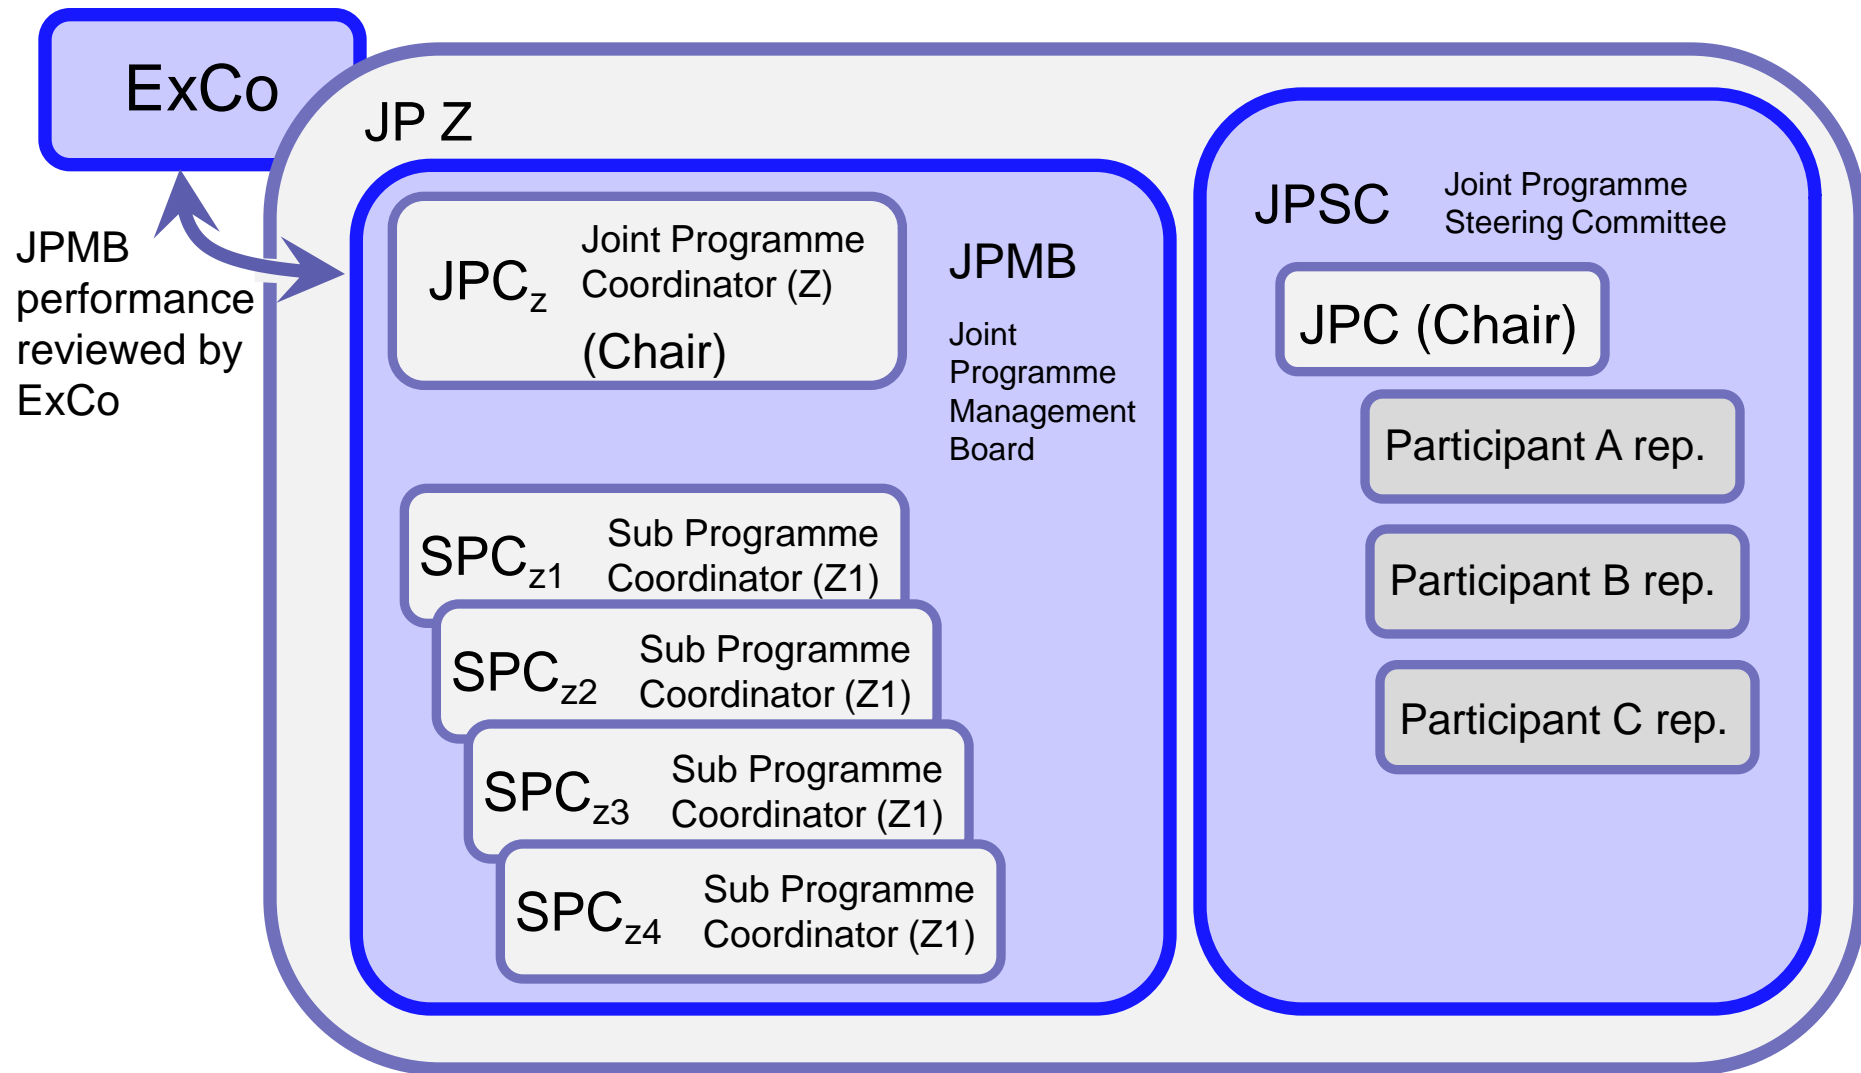 ExCo
JP Z
JPMB
performance
reviewed by
ExCo
JPCz
Joint Programme
Coordinator (Z)
(Chair)
JPMB
Joint
Programme
Management
Board
SPCz1
Sub Programme
Coordinator (Z1)
SPCz2
Sub Programme
Coordinator (Z1)
SPCz3
Sub Programme
Coordinator (Z1)
SPCz4
Sub Programme
Coordinator (Z1)
JPSC
Joint Programme
Steering Committee
JPC (Chair)
Participant A rep.
Participant B rep.
Participant C rep.